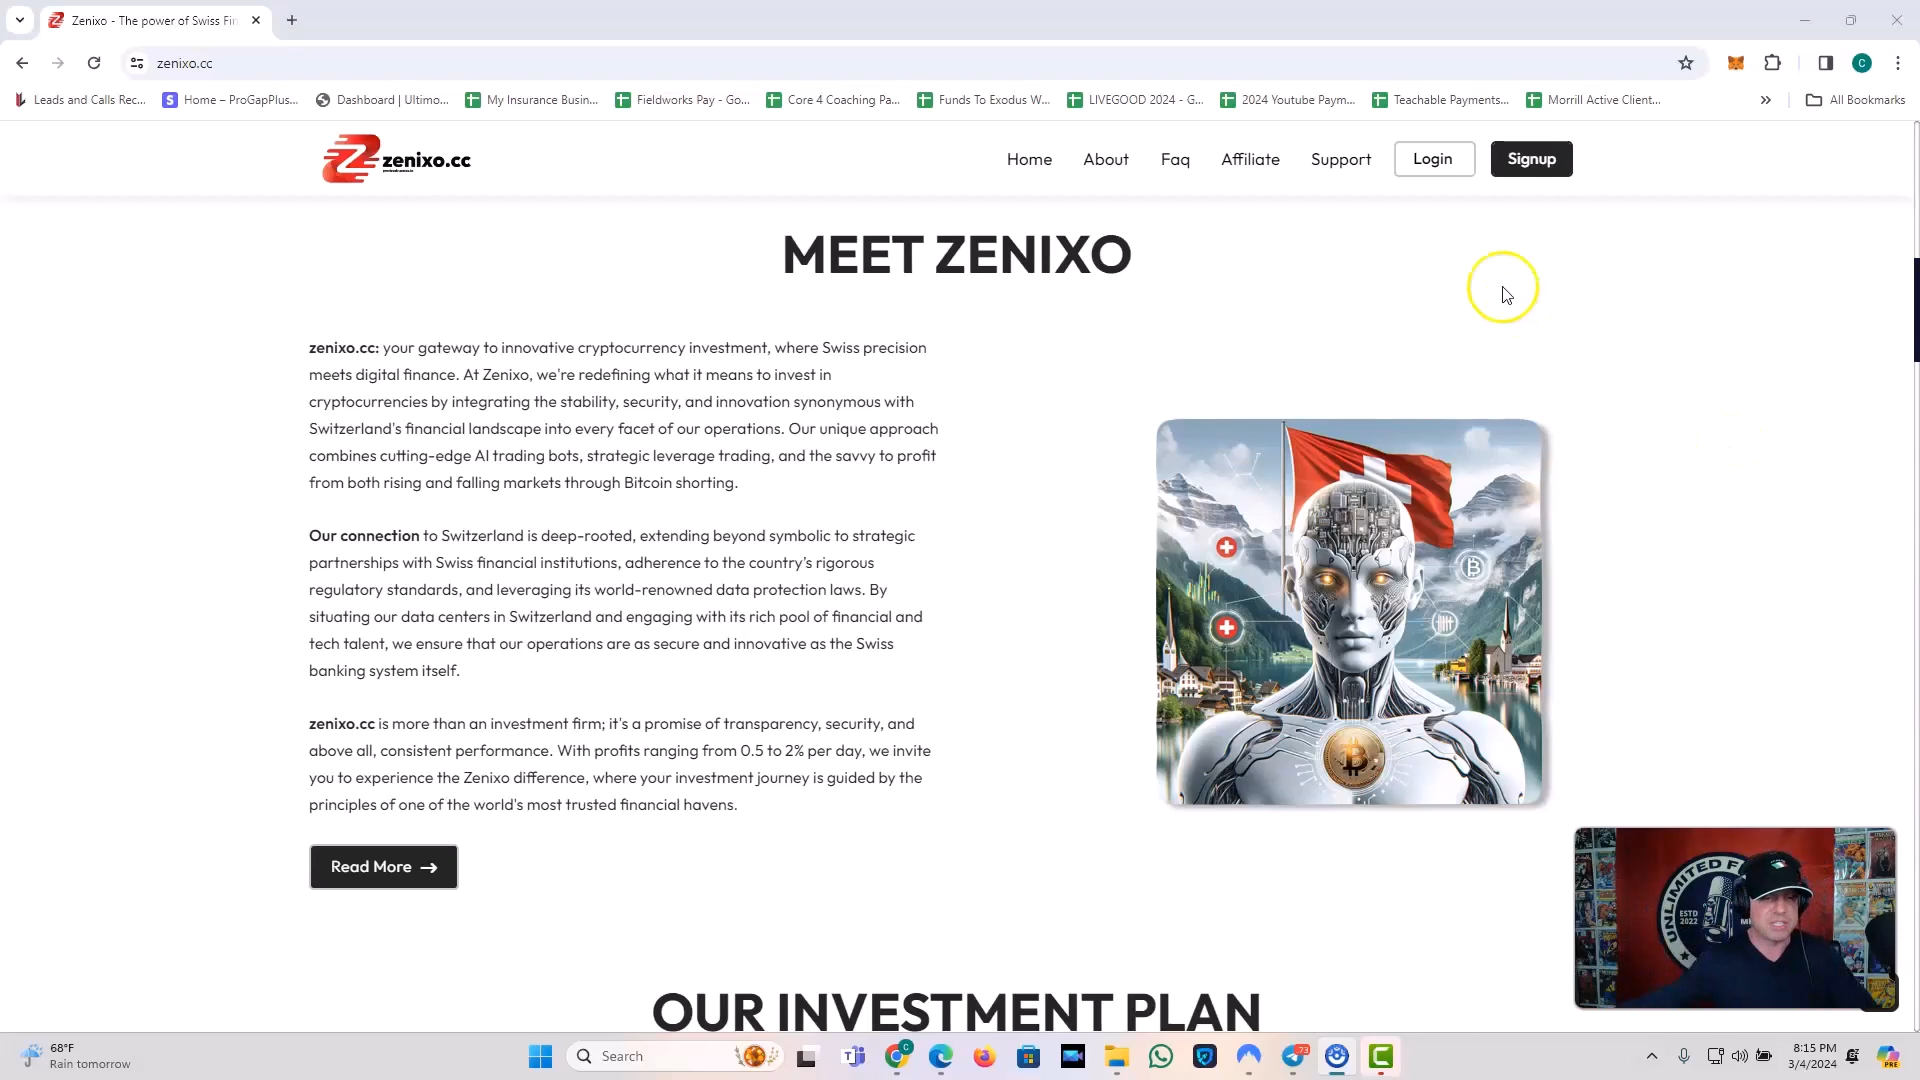 Zenixo - The power of Swiss Fin
zenixo.cc
Leads and Calls Rec...
Home – ProGapPlus...
Dashboard | Ultimo...
My Insurance Busin...
Fieldworks Pay - Go...
Core 4 Coaching Pa...
Funds To Exodus W...
LIVEGOOD 2024 - G...
2024 Youtube Paym...
Teachable Payments...
Morrill Active Client...
All Bookmarks
zenixo.cc
Home
About
Faq
Affiliate
Support
Login
Signup
MEET ZENIXO
zenixo.cc: your gateway to innovative cryptocurrency investment, where Swiss precision
meets digital finance. At Zenixo, we're redefining what it means to invest in
cryptocurrencies by integrating the stability, security, and innovation synonymous with
Switzerland's financial landscape into every facet of our operations. Our unique approach
combines cutting-edge AI trading bots, strategic leverage trading, and the savvy to profit
from both rising and falling markets through Bitcoin shorting.
Our connection to Switzerland is deep-rooted, extending beyond symbolic to strategic
partnerships with Swiss financial institutions, adherence to the country's rigorous
regulatory standards, and leveraging its world-renowned data protection laws. By
situating our data centers in Switzerland and engaging with its rich pool of financial and
tech talent, we ensure that our operations are as secure and innovative as the Swiss
banking system itself.
zenixo.cc is more than an investment firm; it's a promise of transparency, security, and
above all, consistent performance. With profits ranging from 0.5 to 2% per day, we invite
you to experience the Zenixo difference, where your investment journey is guided by the
principles of one of the world's most trusted financial havens.
Read More →
UNLIMITED F
ESTD
2022
OUR INVESTMENT PLAN
68°F
Rain tomorrow
Search
73
8:15 PM
3/4/2024
PRE